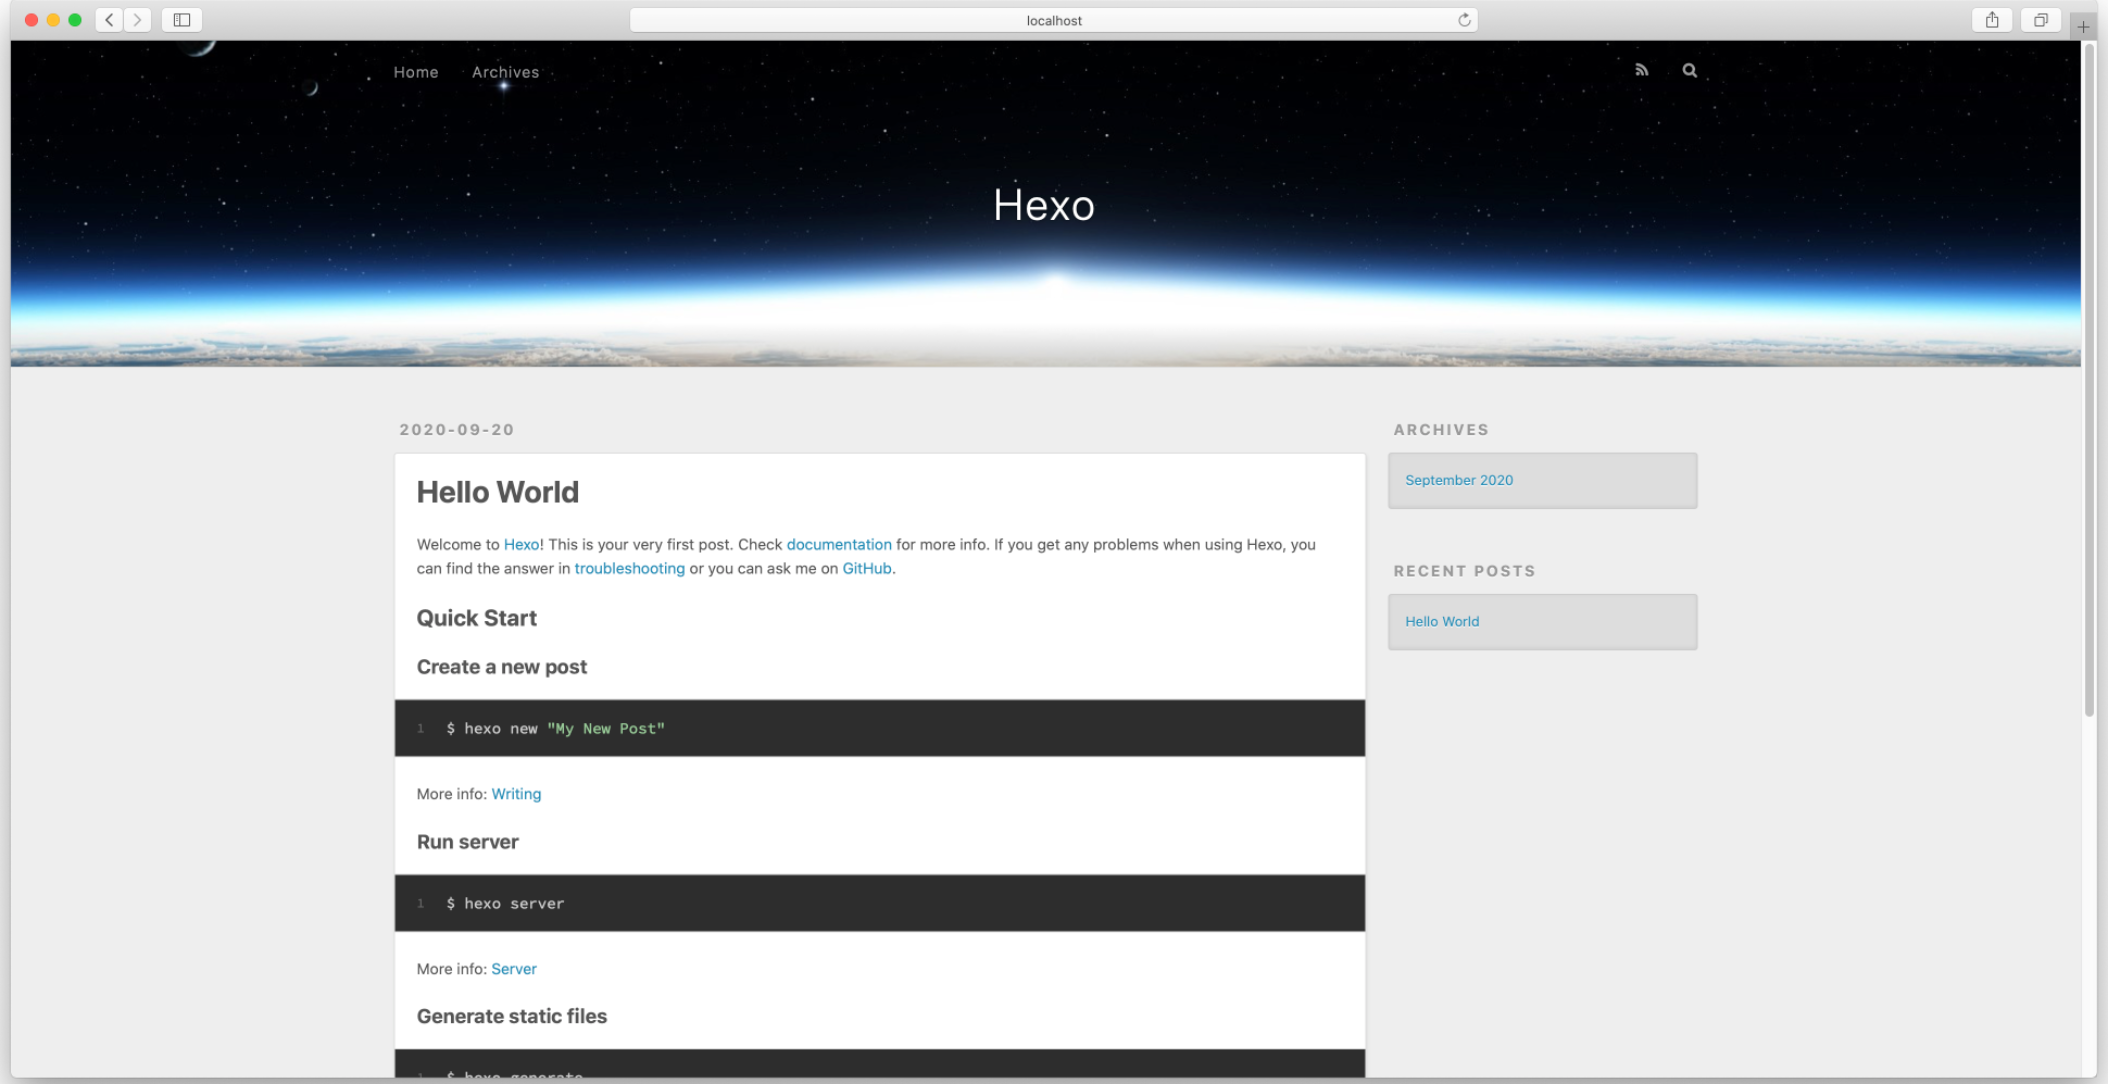 localhost
Home Archives
Hexo
2020-09-20
Hello World
Welcome to Hexo! This is your very first post. Check documentation for more info. If you get any problems when using Hexo, you
can find the answer in troubleshooting or you can ask me on GitHub.
Quick Start
Create a new post
1 $ hexo new "My New Post"
More info: Writing
Run server
1 $ hexo server
More info: Server
Generate static files
1 $ hexo generate
ARCHIVES
September 2020
RECENT POSTS
Hello World